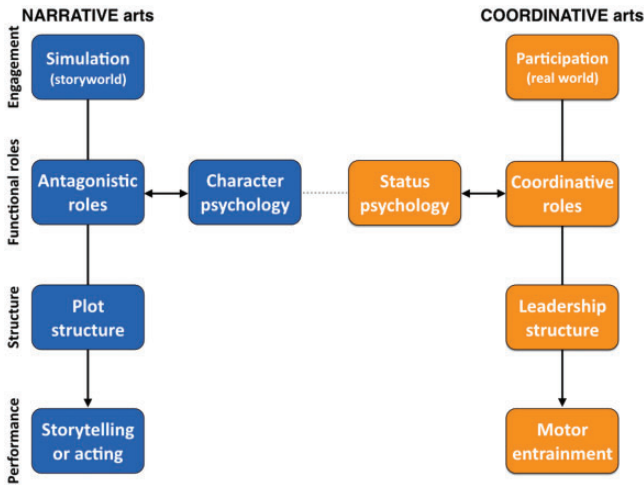 NARRATIVE arts
COORDINATIVE arts
Engagement
Simulation
(storyworld)
Participation
(real world)
Functional roles
Antagonistic
roles
Character
psychology
Status
psychology
Coordinative
roles
Structure
Plot
structure
Leadership
structure
Performance
Storytelling
or acting
Motor
entrainment